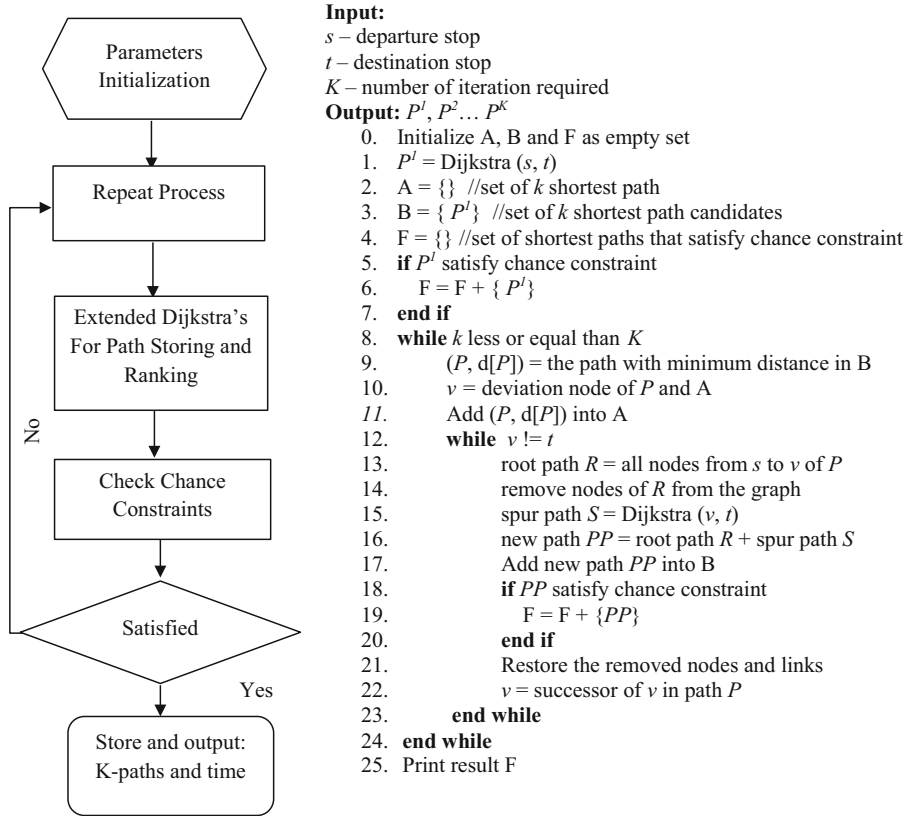 Parameters
Initialization
Repeat Process
Extended Dijkstra's
For Path Storing and
Ranking
No
Check Chance
Constraints
Satisfied
Yes
Store and output:
K-paths and time
Input:
s – departure stop
t – destination stop
K – number of iteration required
Output: P¹, P²… Pᴷ
0. Initialize A, B and F as empty set
1. P¹ = Dijkstra (s, t)
2. A = {} //set of k shortest path
3. B = { P¹} //set of k shortest path candidates
4. F = {} //set of shortest paths that satisfy chance constraint
5. if P¹ satisfy chance constraint
6. F = F + { P¹}
7. end if
8. while k less or equal than K
9. (P, d[P]) = the path with minimum distance in B
10. v = deviation node of P and A
11. Add (P, d[P]) into A
12. while v != t
13. root path R = all nodes from s to v of P
14. remove nodes of R from the graph
15. spur path S = Dijkstra (v, t)
16. new path PP = root path R + spur path S
17. Add new path PP into B
18. if PP satisfy chance constraint
19. F = F + {PP}
20. end if
21. Restore the removed nodes and links
22. v = successor of v in path P
23. end while
24. end while
25. Print result F